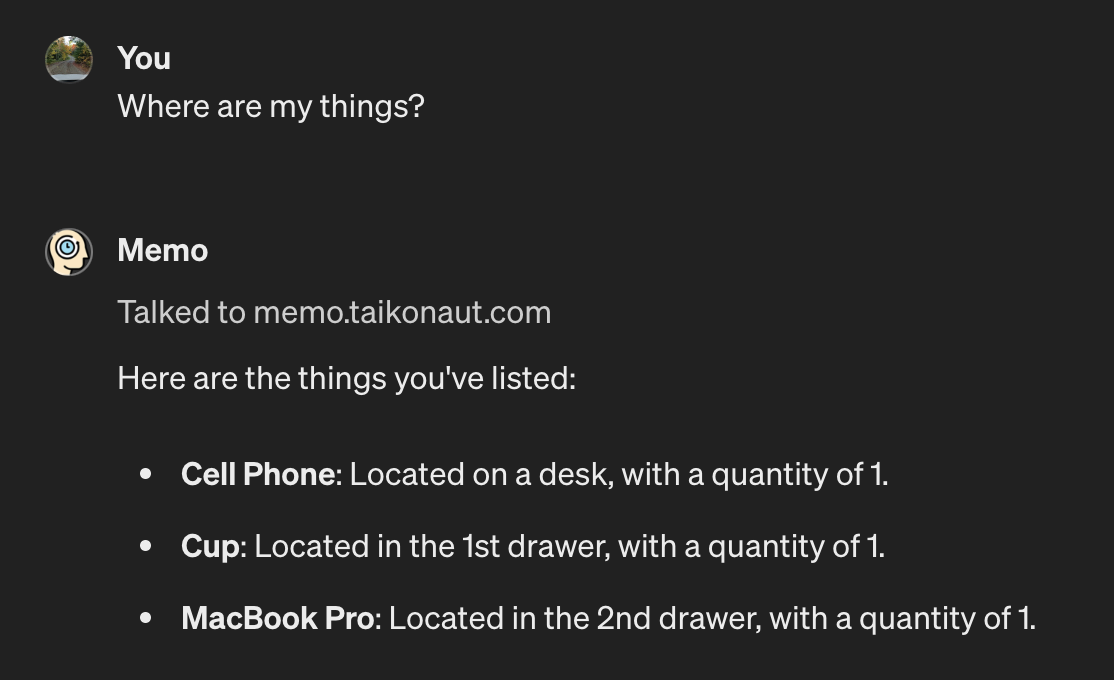 You
Where are my things?
Memo
Talked to memo.taikonaut.com
Here are the things you've listed:
• Cell Phone: Located on a desk, with a quantity of 1.
• Cup: Located in the 1st drawer, with a quantity of 1.
• MacBook Pro: Located in the 2nd drawer, with a quantity of 1.